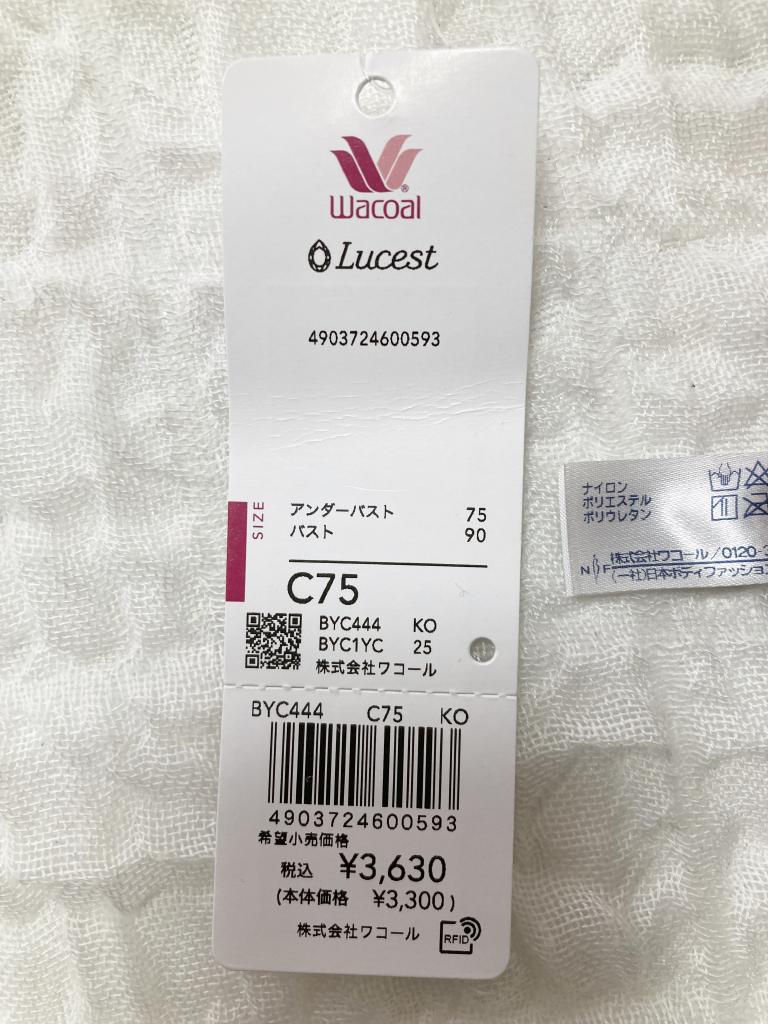 Wacoal
Lucest
4903724600593
SIZE
アンダーバスト 75
バスト 90
C75
BYC444 KO
BYC1YC 25
株式会社ワコール
BYC444 C75 KO
4903724600593
希望小売価格
税込 ¥3,630
(本体価格 ¥3,300)
株式会社ワコール
RFID
ナイロン
ポリエステル
ポリウレタン
株式会社ワコール/0120-
NBF
(一社)日本ボディファッショ